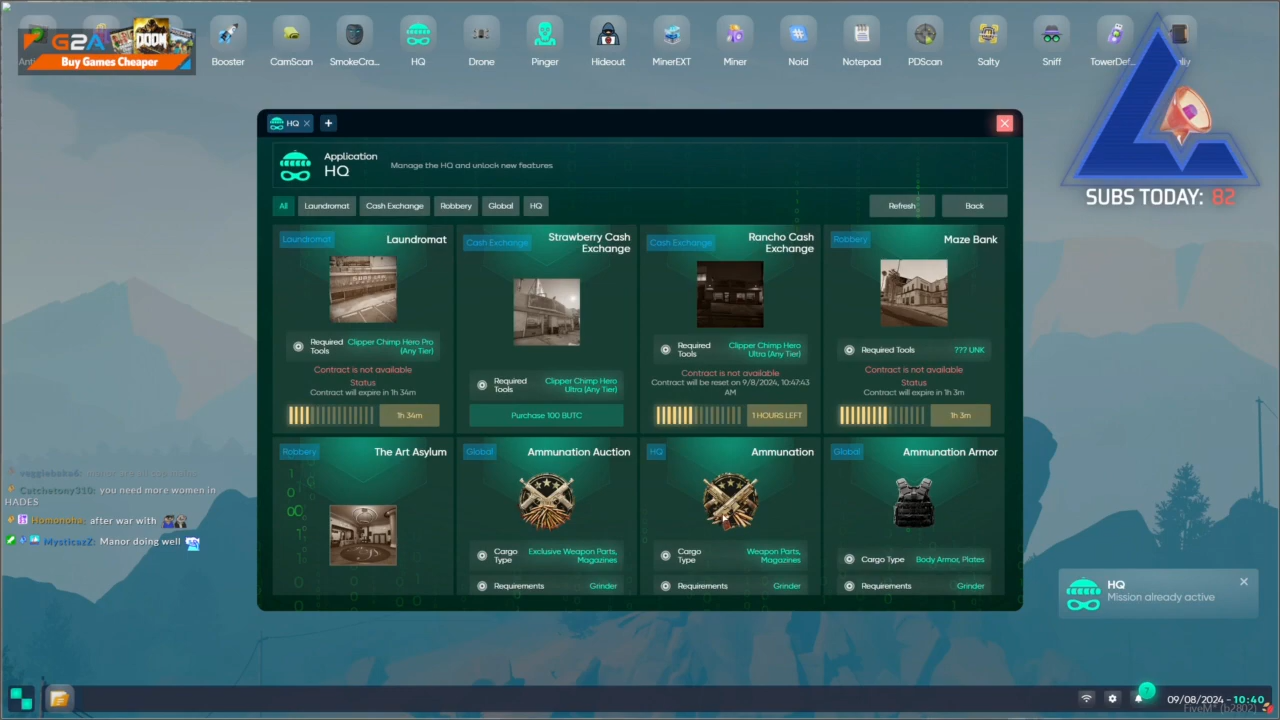 G2A
DOOM
Buy Games Cheaper
Booster
CamScan
SmokeCra...
HQ
Drone
Pinger
Hideout
MinerEXT
Miner
Noid
Notepad
PDScan
Salty
Sniff
TowerDef...
SUBS TODAY: 82
HQ
Application
HQ
Manage the HQ and unlock new features
All
Laundromat
Cash Exchange
Robbery
Global
HQ
Refresh
Back
Laundromat
Laundromat
Required Tools
Clipper Chimp Hero Pro (Any Tier)
Contract is not available
Status
Contract will expire in 1h 34m
1h 34m
Cash Exchange
Strawberry Cash Exchange
Required Tools
Clipper Chimp Hero Ultra (Any Tier)
Purchase 100 BUTC
Cash Exchange
Rancho Cash Exchange
Required Tools
Clipper Chimp Hero Ultra (Any Tier)
Contract is not available
Contract will be reset on 9/8/2024, 10:47:43 AM
1 HOURS LEFT
Robbery
Maze Bank
Required Tools
??? UNK
Contract is not available
Status
Contract will expire in 1h 3m
1h 3m
Robbery
The Art Asylum
Global
Ammunation Auction
Cargo Type
Exclusive Weapon Parts, Magazines
Requirements
Grinder
HQ
Ammunation
Cargo Type
Weapon Parts, Magazines
Requirements
Grinder
Global
Ammunation Armor
Cargo Type
Body Armor, Plates
Requirements
Grinder
Catchetony310: you need more women in HADES
Homonoha: after war with
MysticazZ: Manor doing well
HQ
Mission already active
09/08/2024 - 10:40
FiveM* (b2802)